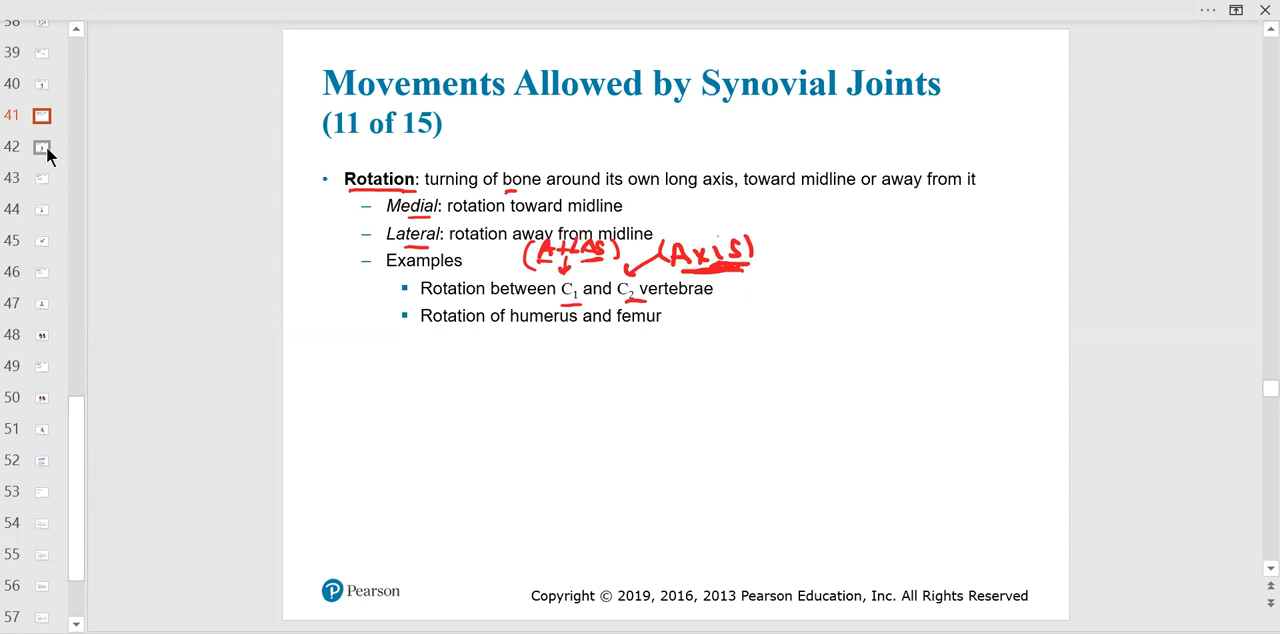 38
39
40
41
42
43
44
45
46
47
48
49
50
51
52
53
54
55
56
57
Movements Allowed by Synovial Joints
(11 of 15)
• Rotation: turning of bone around its own long axis, toward midline or away from it
– Medial: rotation toward midline
– Lateral: rotation away from midline
(Atlas) (Axis)
– Examples
▪ Rotation between C1 and C2 vertebrae
▪ Rotation of humerus and femur
P Pearson
Copyright © 2019, 2016, 2013 Pearson Education, Inc. All Rights Reserved